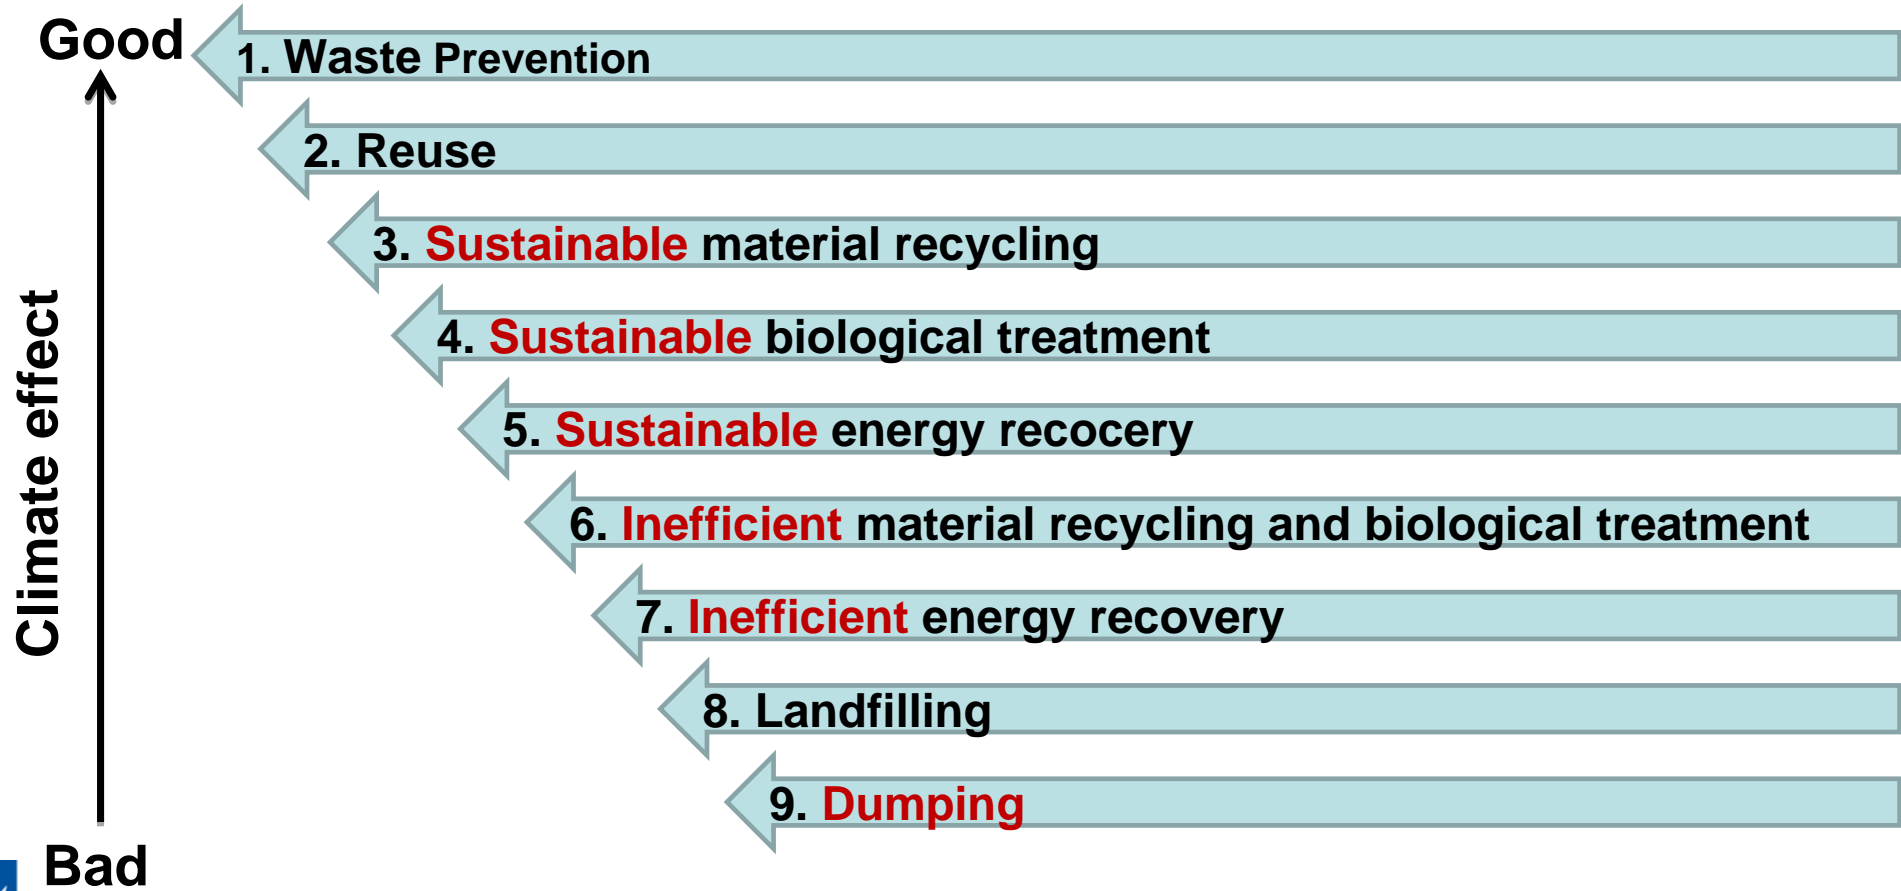 Good
1. Waste Prevention
2. Reuse
3. Sustainable material recycling
4. Sustainable biological treatment
5. Sustainable energy recocery
6. Inefficient material recycling and biological treatment
7. Inefficient energy recovery
8. Landfilling
9. Dumping
Climate effect
Bad